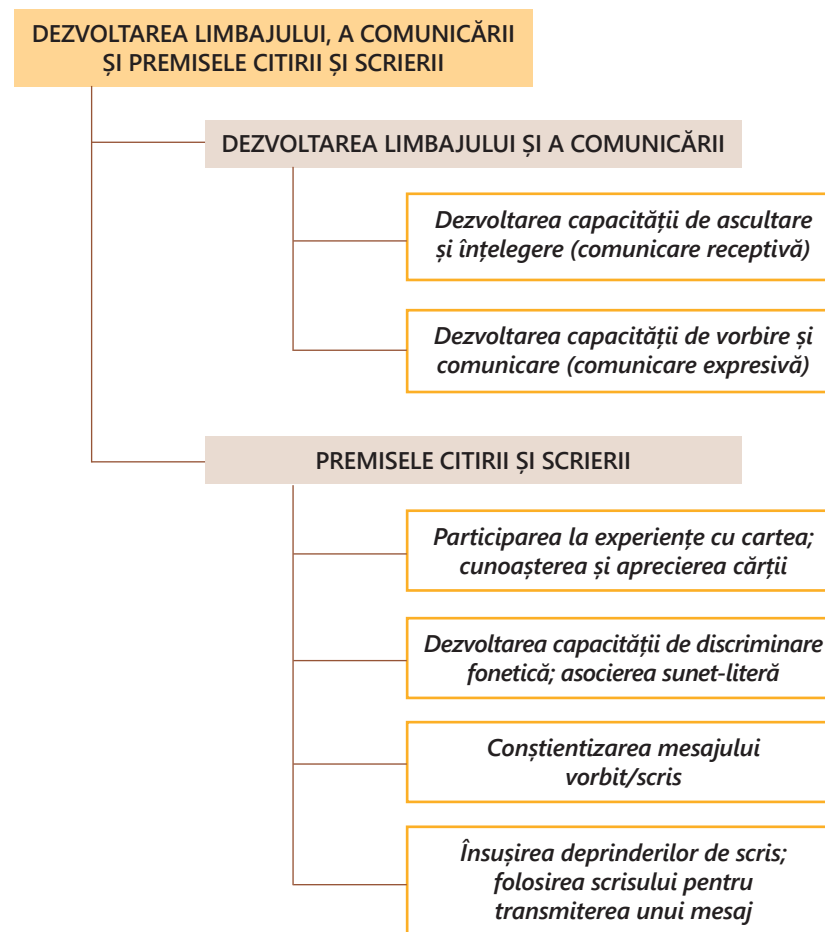 DEZVOLTAREA LIMBAJULUI, A COMUNICĂRII
ȘI PREMISELE CITIRII ȘI SCRIERII
DEZVOLTAREA LIMBAJULUI ȘI A COMUNICĂRII
Dezvoltarea capacității de ascultare
și înțelegere (comunicare receptivă)
Dezvoltarea capacității de vorbire și
comunicare (comunicare expresivă)
PREMISELE CITIRII ȘI SCRIERII
Participarea la experiențe cu cartea;
cunoașterea și aprecierea cărții
Dezvoltarea capacității de discriminare
fonetică; asocierea sunet-literă
Conștientizarea mesajului
vorbit/scris
Însușirea deprinderilor de scris;
folosirea scrisului pentru
transmiterea unui mesaj